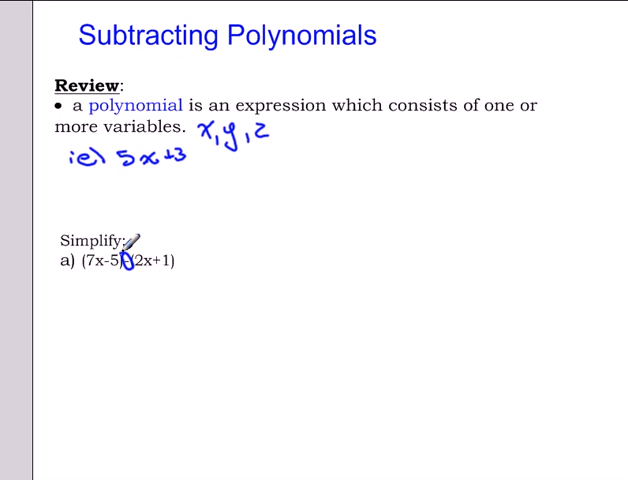 Subtracting Polynomials
Review:
• a polynomial is an expression which consists of one or
more variables. x, y, z
ie) 5x+3
Simplify:
a) (7x-5)-(2x+1)